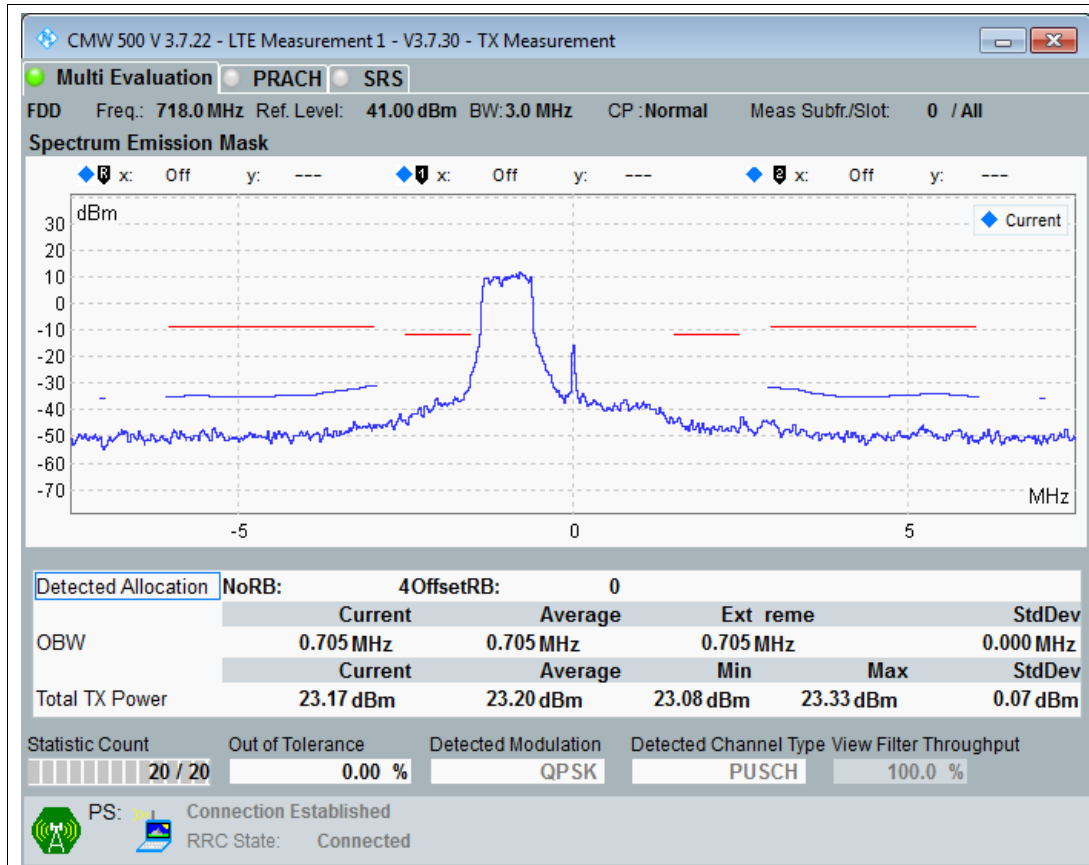 CMW 500 V 3.7.22 - LTE Measurement 1 - V3.7.30 - TX Measurement
Multi Evaluation PRACH SRS
FDD Freq.: 718.0 MHz Ref. Level: 41.00 dBm BW: 3.0 MHz CP : Normal Meas Subfr./Slot: 0 / All
Spectrum Emission Mask
R x: Off y: --- 1 x: Off y: --- 2 x: Off y: ---
dBm
Current
30
20
10
0
-10
-20
-30
-40
-50
-60
-70
MHz
-5 0 5
Detected Allocation NoRB: 4 OffsetRB: 0
Current Average Ext reme StdDev
OBW 0.705 MHz 0.705 MHz 0.705 MHz 0.000 MHz
Current Average Min Max StdDev
Total TX Power 23.17 dBm 23.20 dBm 23.08 dBm 23.33 dBm 0.07 dBm
Statistic Count Out of Tolerance Detected Modulation Detected Channel Type View Filter Throughput
20 / 20 0.00 % QPSK PUSCH 100.0 %
PS: Connection Established
RRC State: Connected